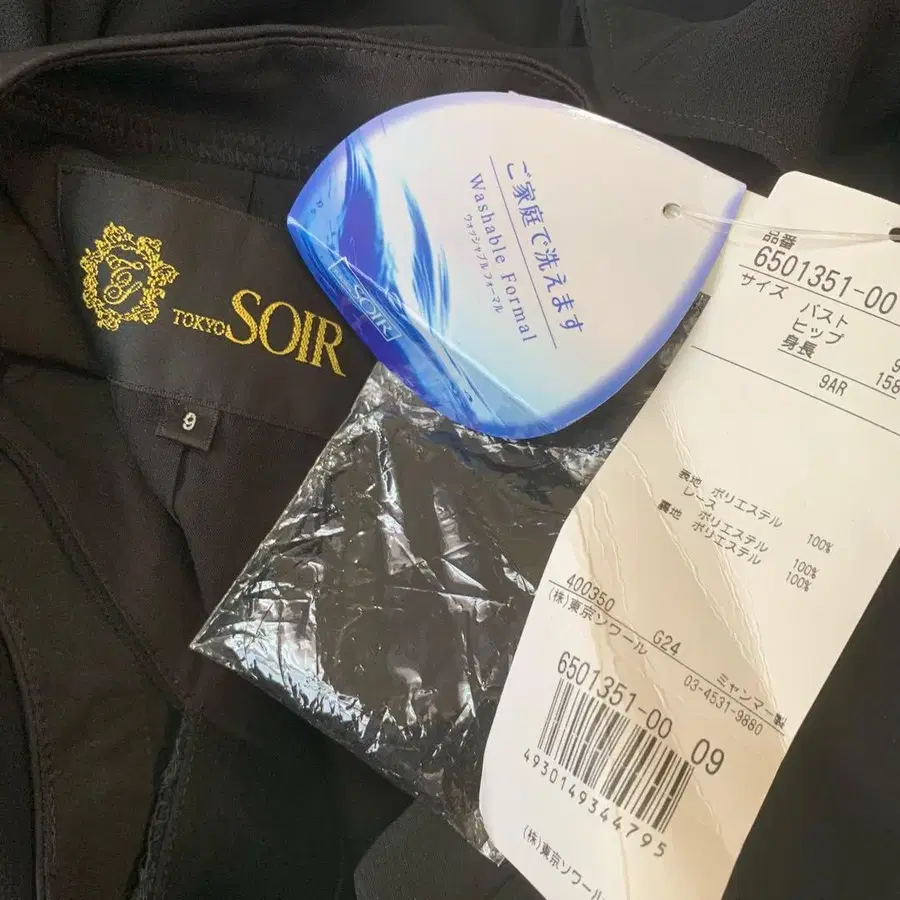 TOKYO SOIR
9
ご家庭で洗えます
Washable Formal
ウォッシャブルフォーマル
SOIR
品番
6501351-00
サイズ
バスト
ヒップ 9
身長 158
9AR
表地 ポリエステル 100%
レース ポリエステル 100%
裏地 ポリエステル 100%
400350 G24 ミャンマー製
(株)東京ソワール 03-4531-9880
6501351-00 09
4930149344795
(株)東京ソワール